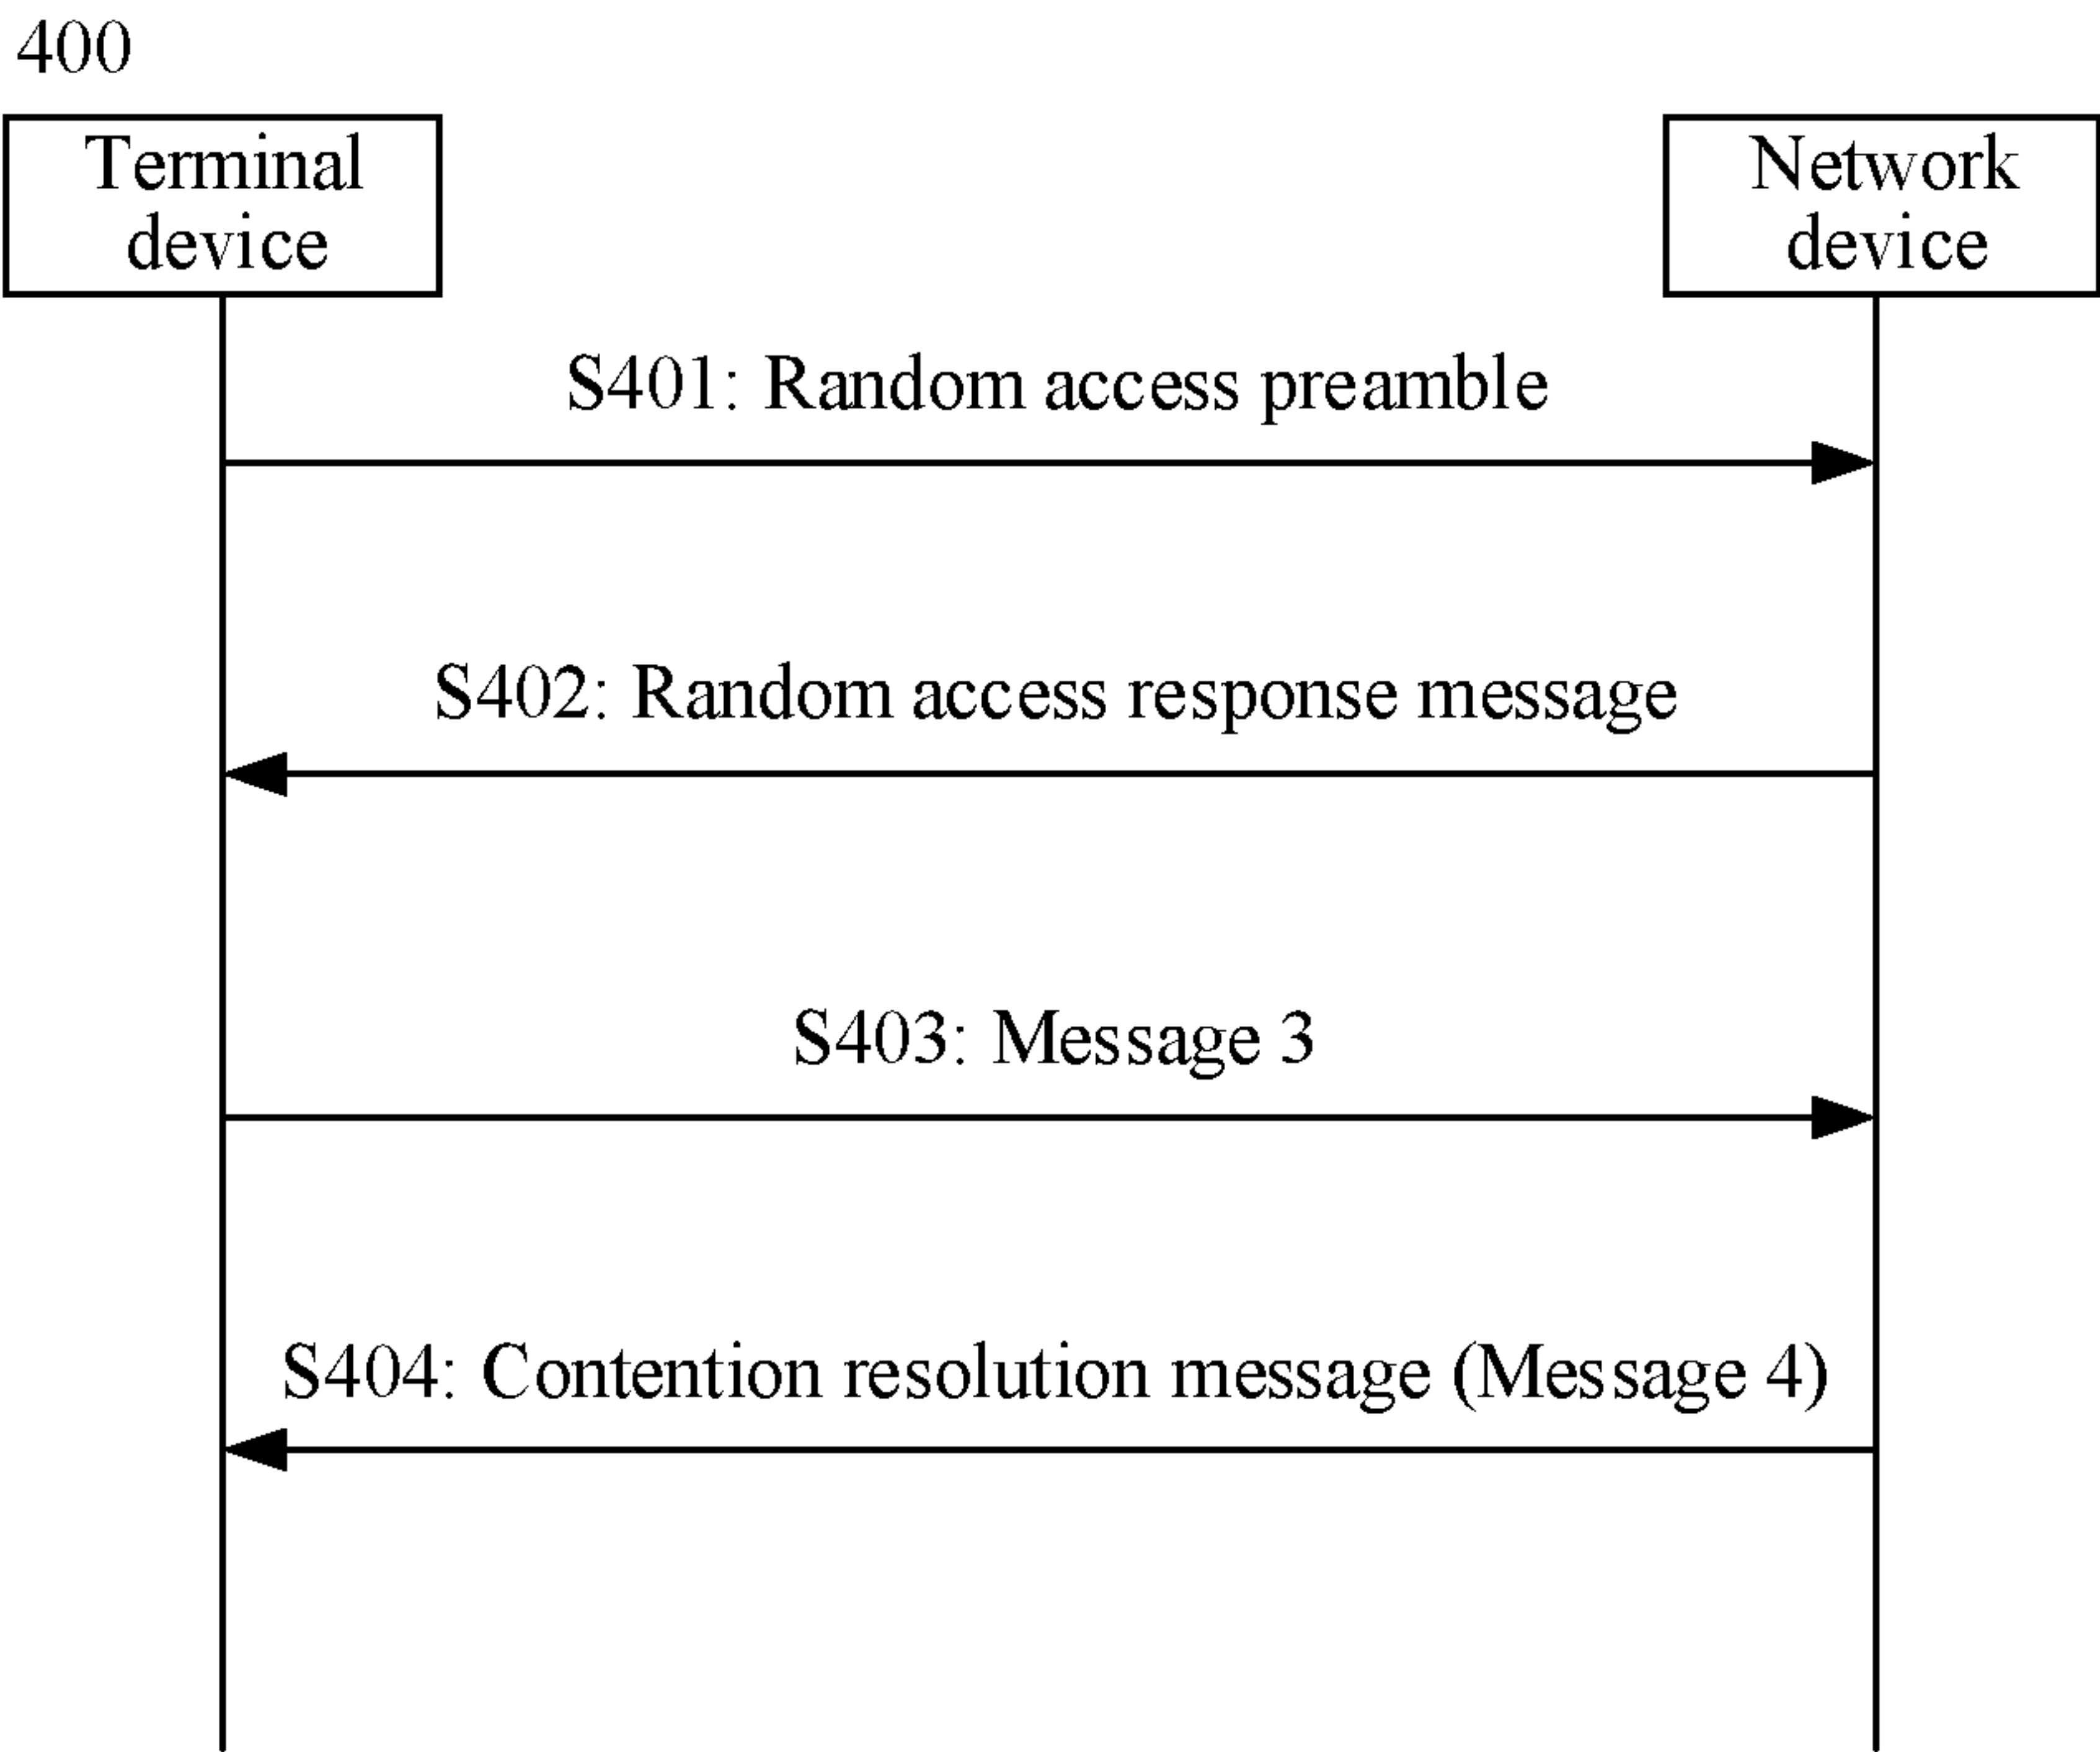 400
Terminal
device
Network
device
S401: Random access preamble
S402: Random access response message
S403: Message 3
S404: Contention resolution message (Message 4)